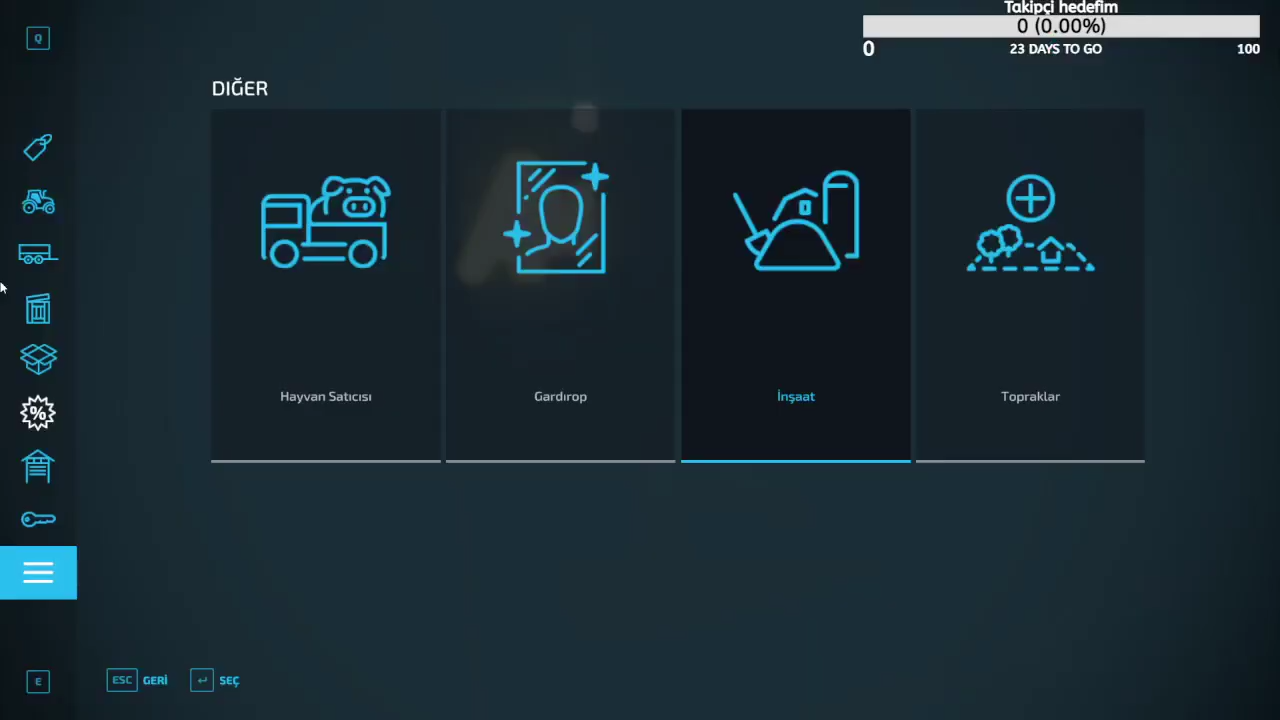 Takipçi hedefim
0 (0.00%)
0 23 DAYS TO GO 100
Q
DIĞER
Hayvan Satıcısı
Gardırop
İnşaat
Topraklar
%
E
ESC GERİ SEÇ